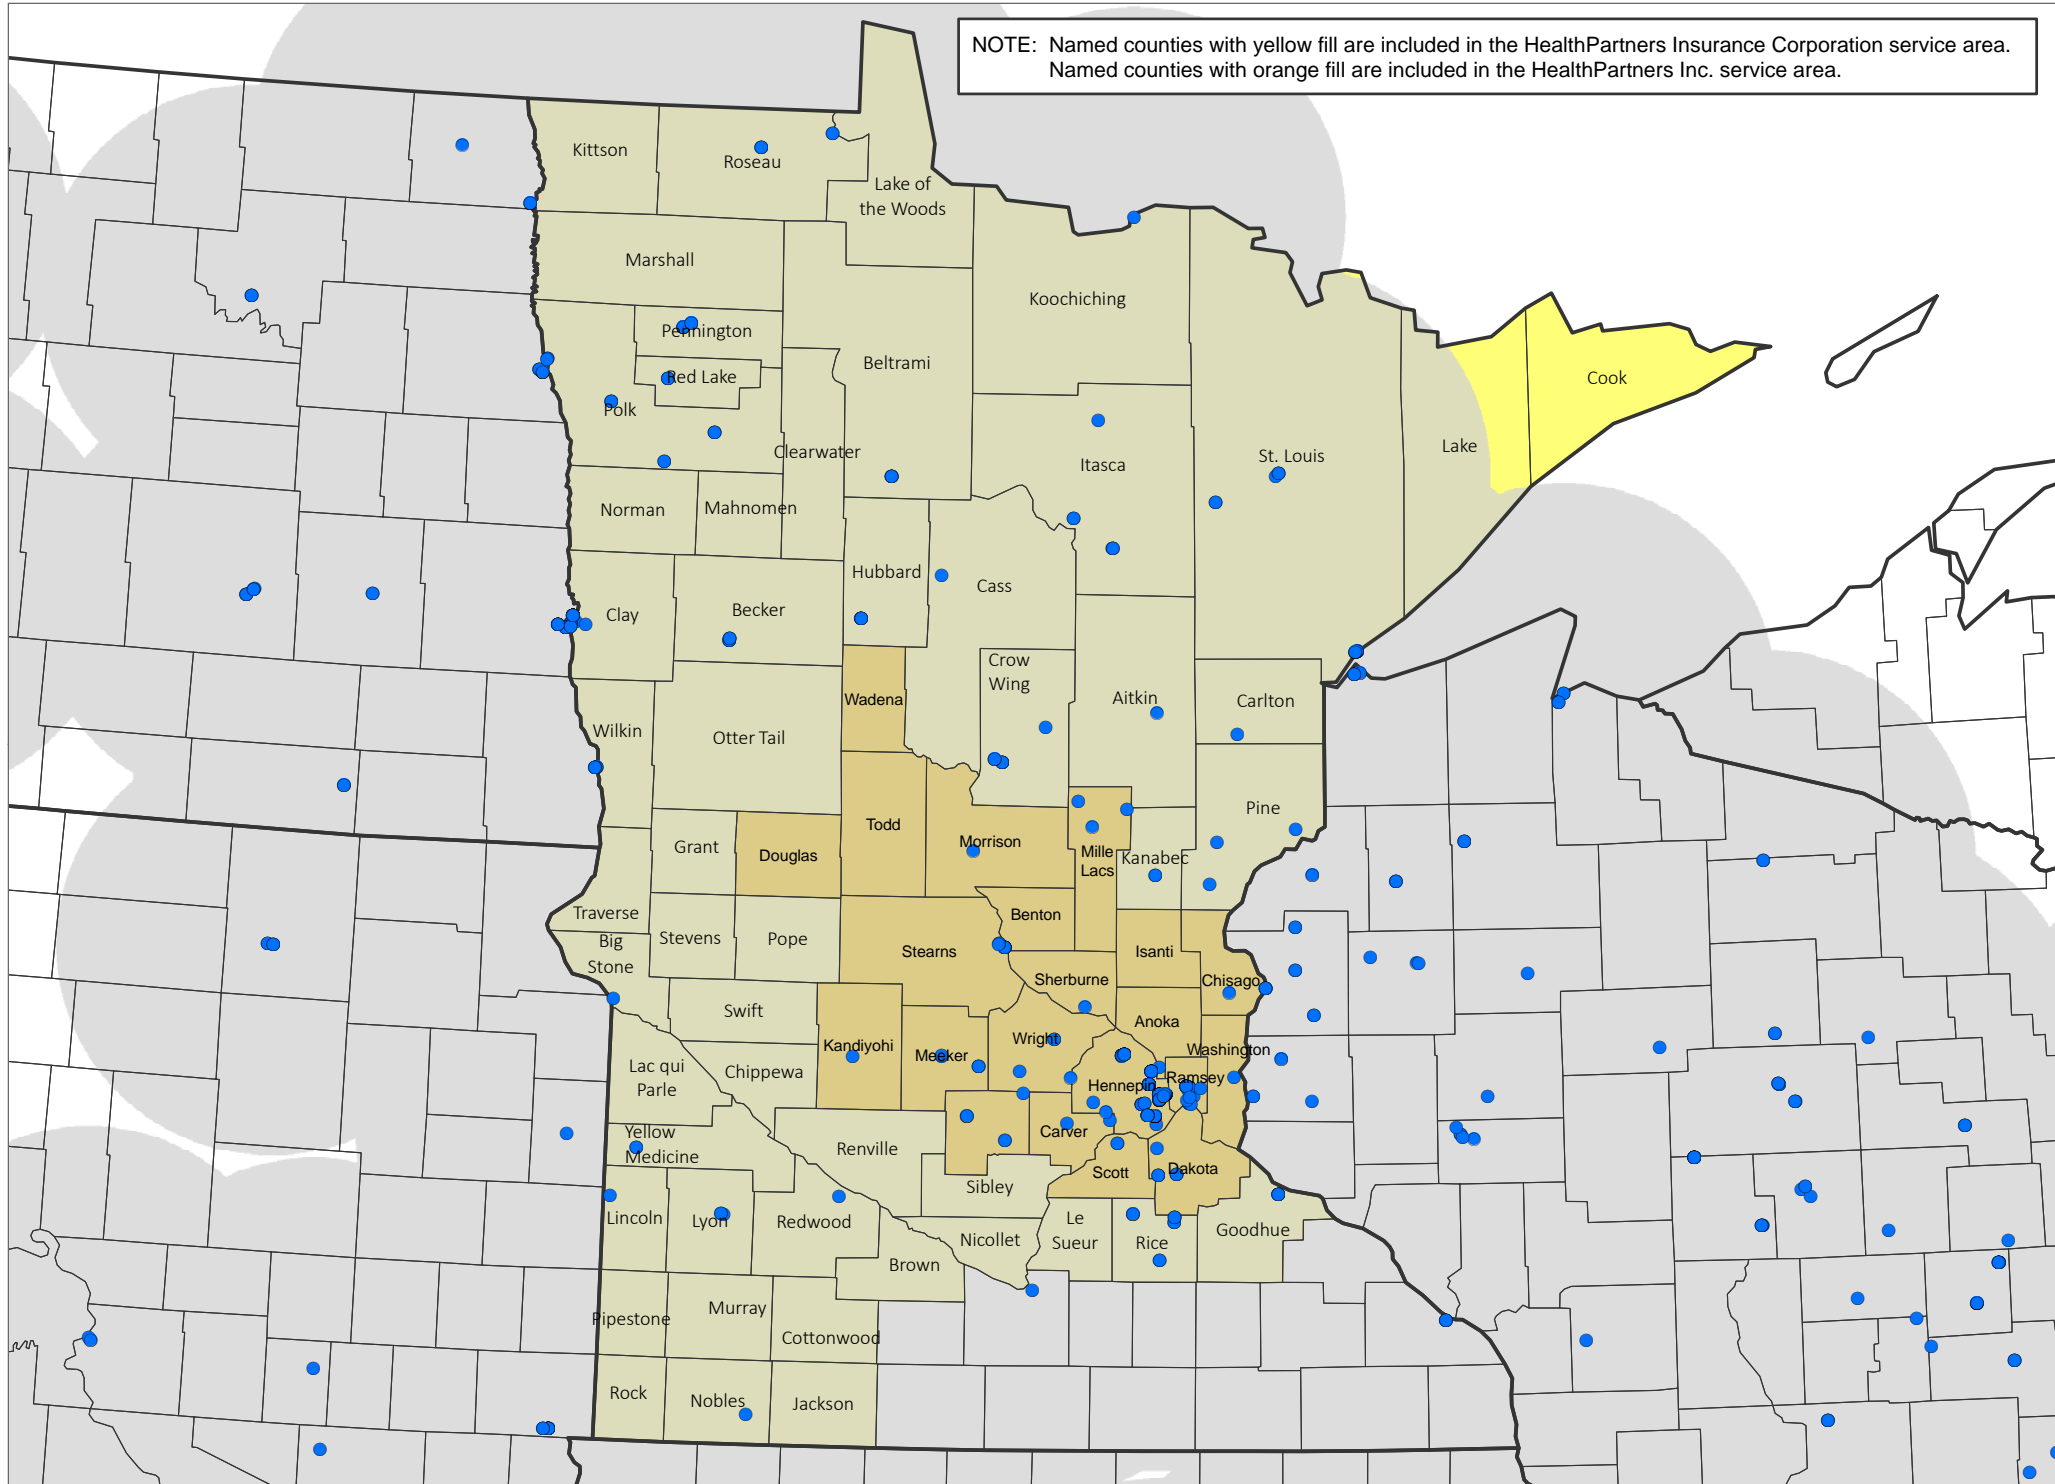 NOTE: Named counties with yellow fill are included in the HealthPartners Insurance Corporation service area.
Named counties with orange fill are included in the HealthPartners Inc. service area.
Kittson
Roseau
Lake of
the Woods
Marshall
Koochiching
Pennington
Beltrami
Red Lake
Cook
Polk
Clearwater
Itasca
St. Louis
Lake
Norman
Mahnomen
Hubbard
Cass
Clay
Becker
Crow
Wing
Wadena
Aitkin
Carlton
Wilkin
Otter Tail
Pine
Todd
Morrison
Grant
Douglas
Mille
Lacs
Kanabec
Traverse
Benton
Stevens
Pope
Big
Stone
Stearns
Isanti
Sherburne
Chisago
Swift
Anoka
Kandiyohi
Meeker
Wright
Washington
Lac qui
Parle
Chippewa
Hennepin
Ramsey
Yellow
Medicine
Renville
Carver
Scott
Dakota
Sibley
Lincoln
Lyon
Redwood
Le
Sueur
Rice
Goodhue
Nicollet
Brown
Pipestone
Murray
Cottonwood
Rock
Nobles
Jackson